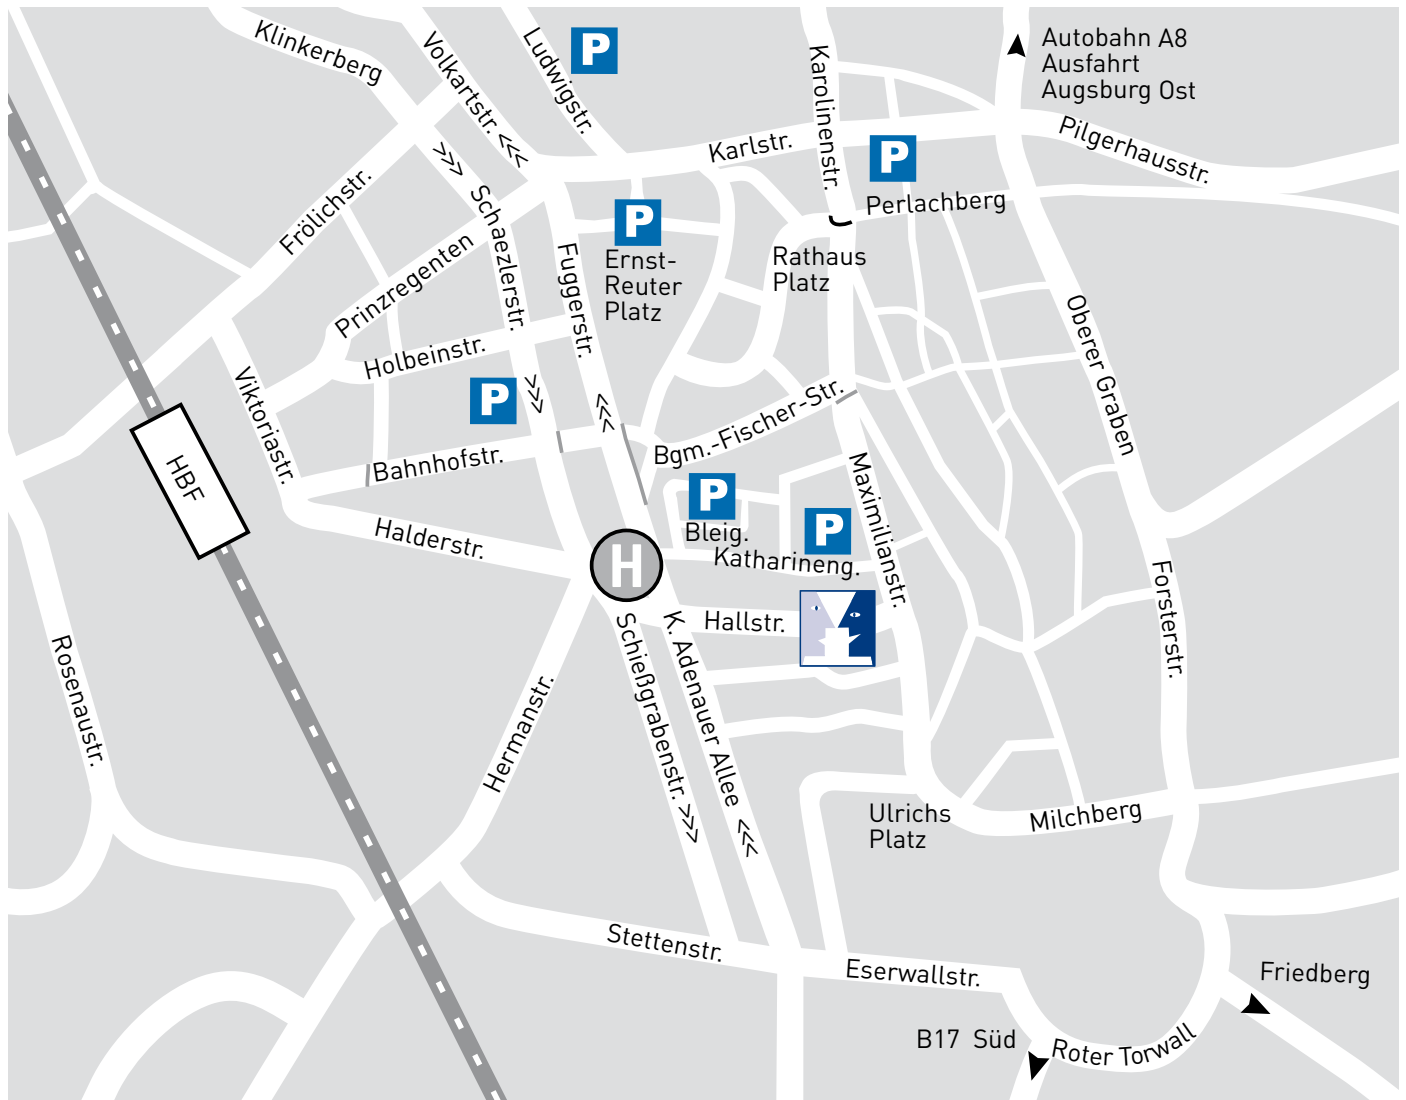 Klinkerberg
Volkartstr.
<<<
Ludwigstr.
P
Karolinenstr.
Autobahn A8
Ausfahrt
Augsburg Ost
Pilgerhausstr.
Karlstr.
P
>>>
Frölichstr.
Schaezlerstr.
Prinzregenten
Perlachberg
P
Ernst-
Reuter
Platz
Fuggerstr.
Rathaus
Platz
Holbeinstr.
Oberer Graben
Viktoriastr.
P
>>>
<<<
Bgm.-Fischer-Str.
Bahnhofstr.
HBF
Maximilianstr.
P
Bleig.
P
Katharineng.
Halderstr.
H
Hallstr.
Forsterstr.
Rosenaustr.
Hermanstr.
Schießgrabenstr. >>>
K. Adenauer Allee <<<
Ulrichs
Platz
Milchberg
Stettenstr.
Eserwallstr.
Friedberg
B17 Süd
Roter Torwall